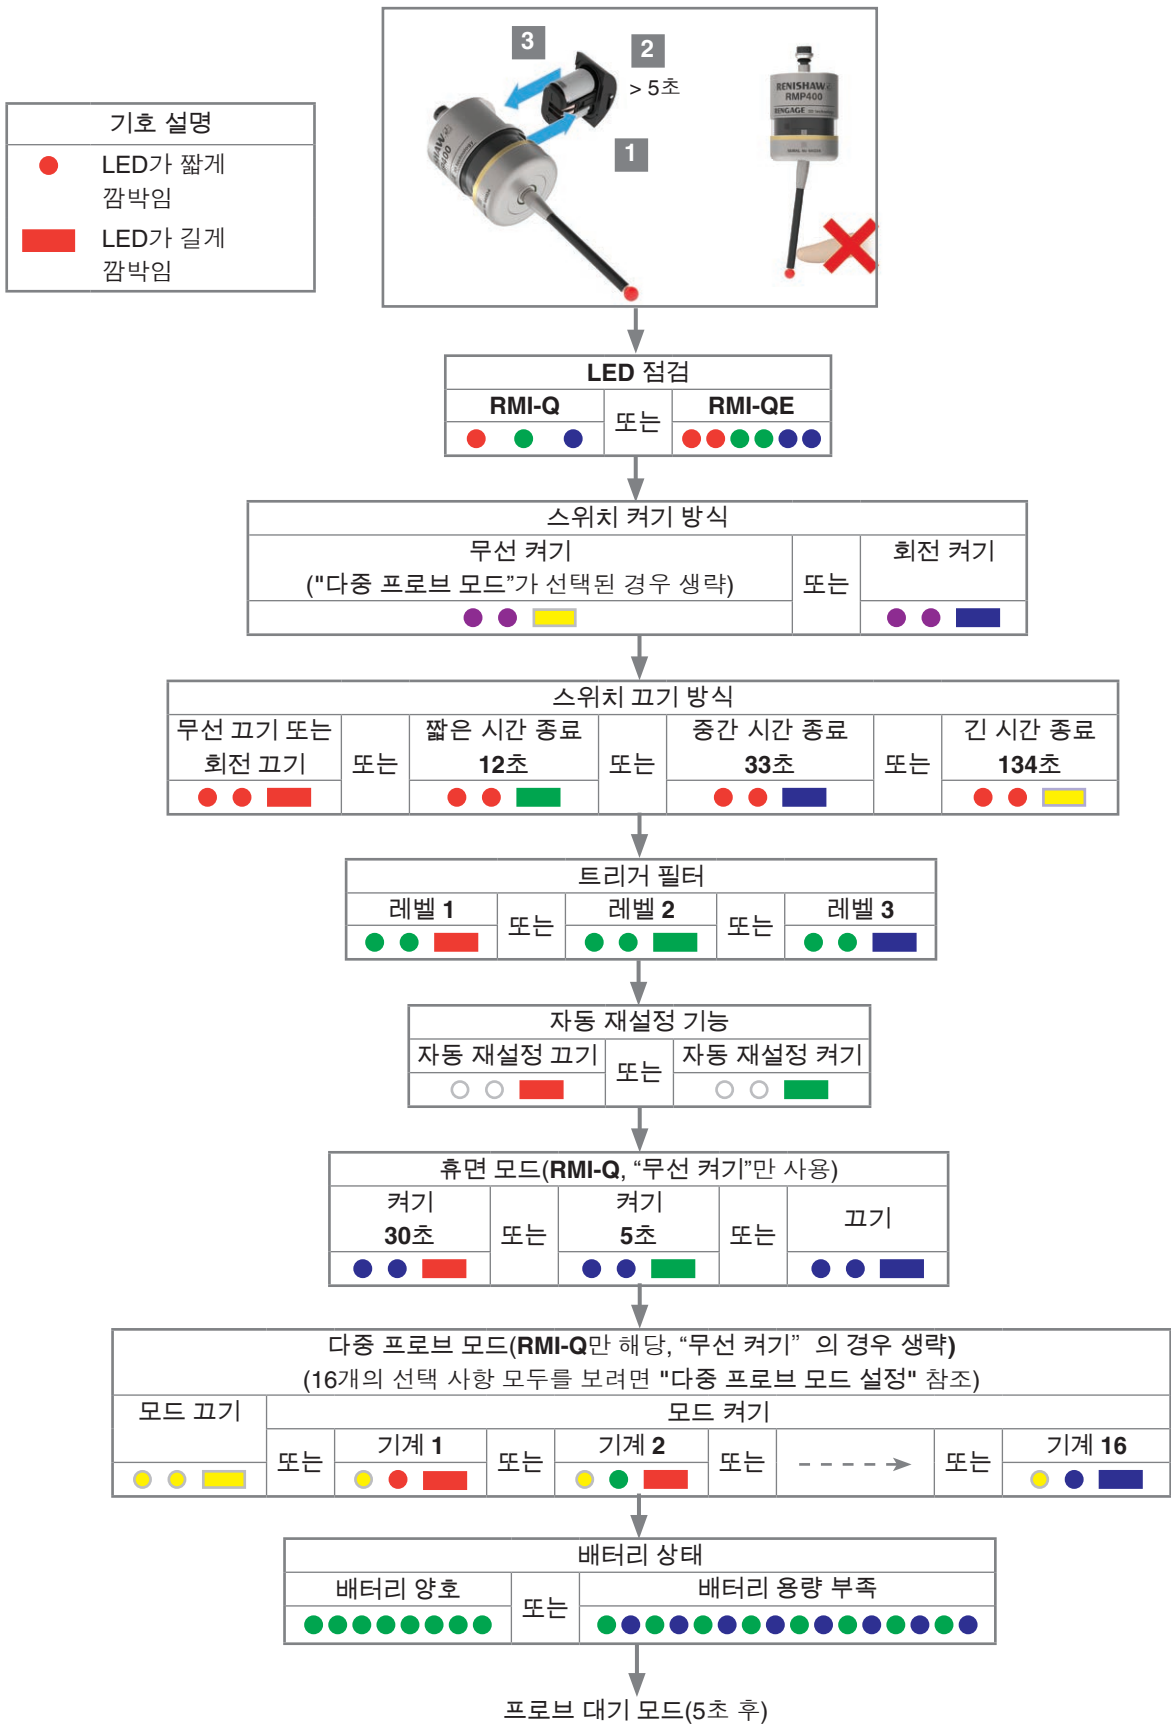 3
2
> 5초
1
RENISHAW
RMP400
RENGAGE
기호 설명
LED가 짧게
깜박임
LED가 길게
깜박임
LED 점검
RMI-Q
또는
RMI-QE
스위치 켜기 방식
무선 켜기
("다중 프로브 모드”가 선택된 경우 생략)
또는
회전 켜기
스위치 끄기 방식
무선 끄기 또는
회전 끄기
또는
짧은 시간 종료
12초
또는
중간 시간 종료
33초
또는
긴 시간 종료
134초
트리거 필터
레벨 1
또는
레벨 2
또는
레벨 3
자동 재설정 기능
자동 재설정 끄기
또는
자동 재설정 켜기
휴면 모드(RMI-Q, “무선 켜기”만 사용)
켜기
30초
또는
켜기
5초
또는
끄기
다중 프로브 모드(RMI-Q만 해당, “무선 켜기” 의 경우 생략)
(16개의 선택 사항 모두를 보려면 "다중 프로브 모드 설정" 참조)
모드 끄기
모드 켜기
또는
기계 1
또는
기계 2
또는
또는
기계 16
배터리 상태
배터리 양호
또는
배터리 용량 부족
프로브 대기 모드(5초 후)